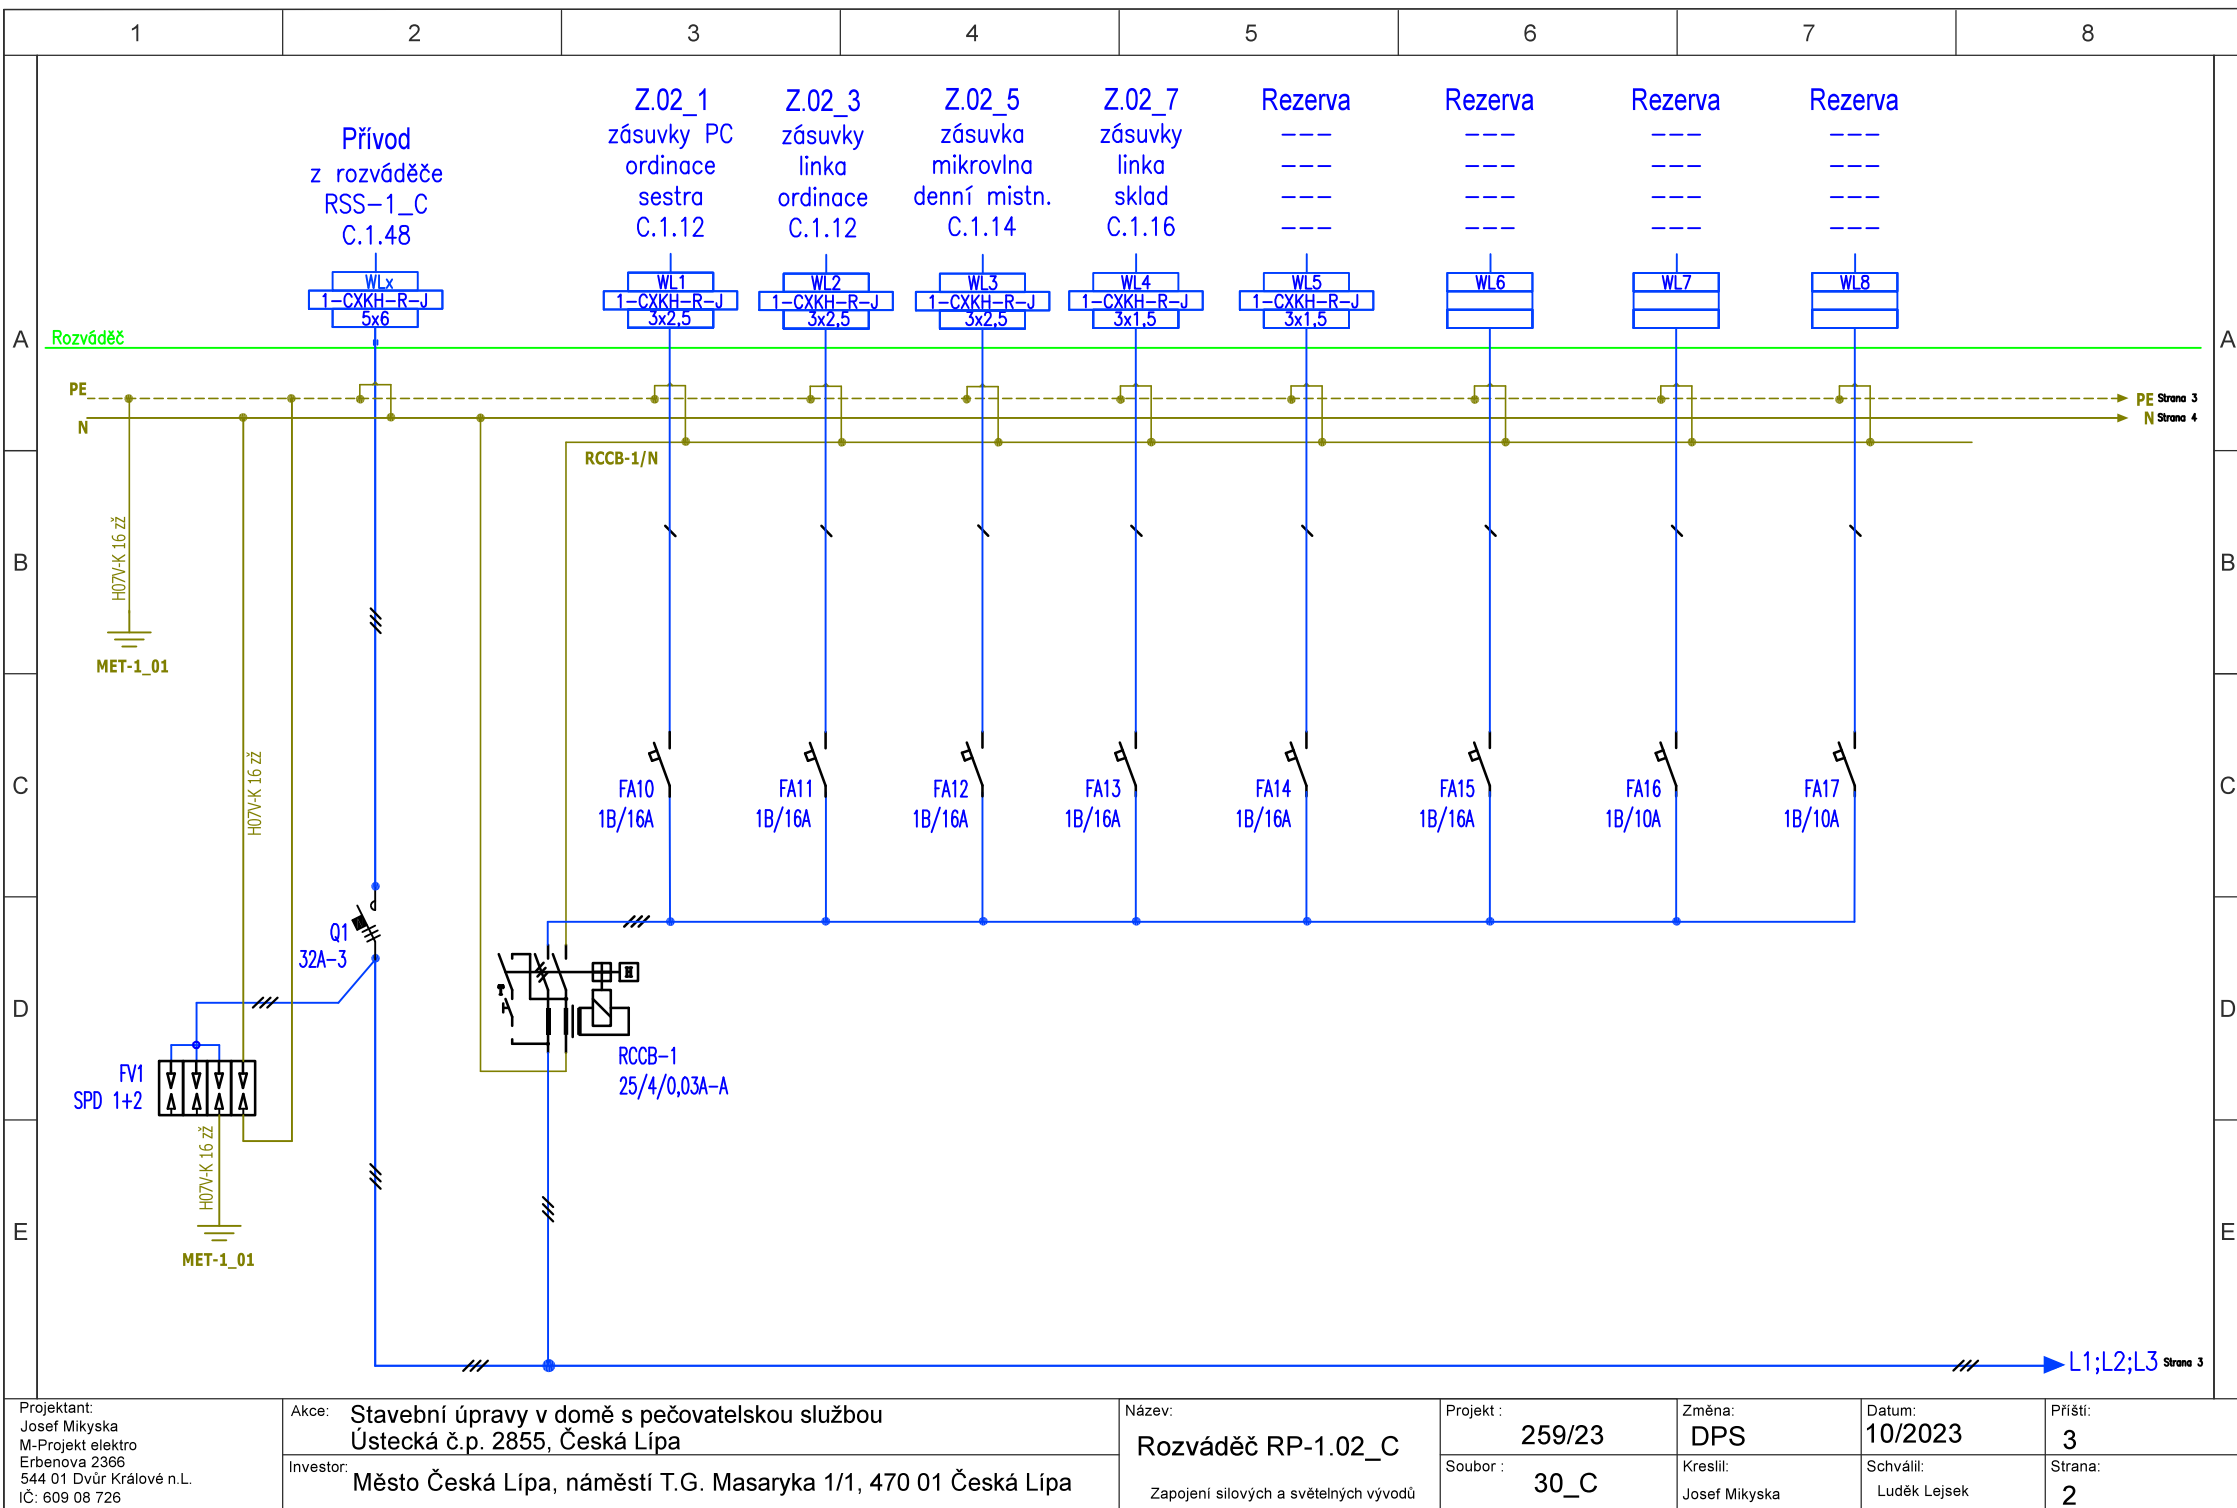 1 2 3 4 5 6 7 8
Přívod
z rozváděče
RSS-1_C
C.1.48
Z.02_1
zásuvky PC
ordinace
sestra
C.1.12
Z.02_3
zásuvky
linka
ordinace
C.1.12
Z.02_5
zásuvka
mikrovlna
denní mistn.
C.1.14
Z.02_7
zásuvky
linka
sklad
C.1.16
Rezerva
---
---
---
---
Rezerva
---
---
---
---
Rezerva
---
---
---
---
Rezerva
---
---
---
---
WLx
1-CXKH-R-J
5x6
WL1
1-CXKH-R-J
3x2,5
WL2
1-CXKH-R-J
3x2,5
WL3
1-CXKH-R-J
3x2,5
WL4
1-CXKH-R-J
3x1,5
WL5
1-CXKH-R-J
3x1,5
WL6
WL7
WL8
A
Rozváděč
A
PE
PE Strana 3
N
N Strana 4
RCCB-1/N
B
H07V-K 16 zž
B
MET-1_01
C
H07V-K 16 zž
FA10
1B/16A
FA11
1B/16A
FA12
1B/16A
FA13
1B/16A
FA14
1B/16A
FA15
1B/16A
FA16
1B/10A
FA17
1B/10A
C
Q1
32A-3
D
H
T
D
RCCB-1
25/4/0,03A-A
FV1
SPD 1+2
H07V-K 16 zž
E
E
MET-1_01
L1;L2;L3 Strana 3
Projektant:
Josef Mikyska
M-Projekt elektro
Erbenova 2366
544 01 Dvůr Králové n.L.
IČ: 609 08 726
Akce: Stavební úpravy v domě s pečovatelskou službou
Ústecká č.p. 2855, Česká Lípa
Investor: Město Česká Lípa, náměstí T.G. Masaryka 1/1, 470 01 Česká Lípa
Název:
Rozváděč RP-1.02_C
Zapojení silových a světelných vývodů
Projekt :
259/23
Soubor :
30_C
Změna:
DPS
Kreslil:
Josef Mikyska
Datum:
10/2023
Schválil:
Luděk Lejsek
Příští:
3
Strana:
2